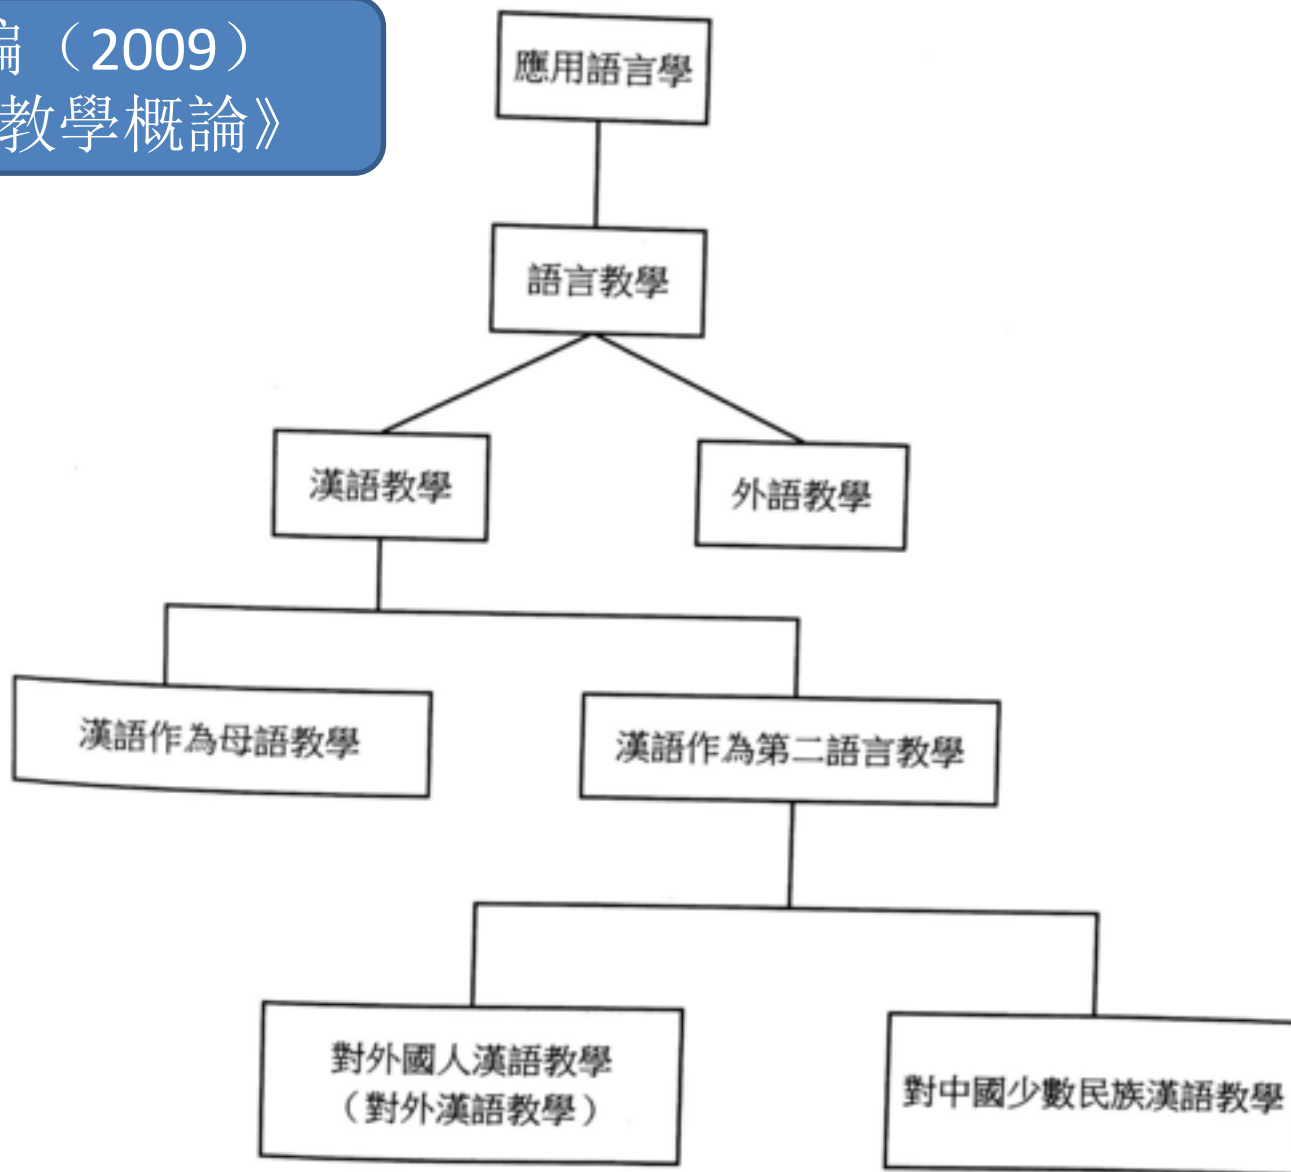 編（2009）
教學概論》
應用語言學
語言教學
漢語教學
外語教學
漢語作為母語教學
漢語作為第二語言教學
對外國人漢語教學
（對外漢語教學）
對中國少數民族漢語教學